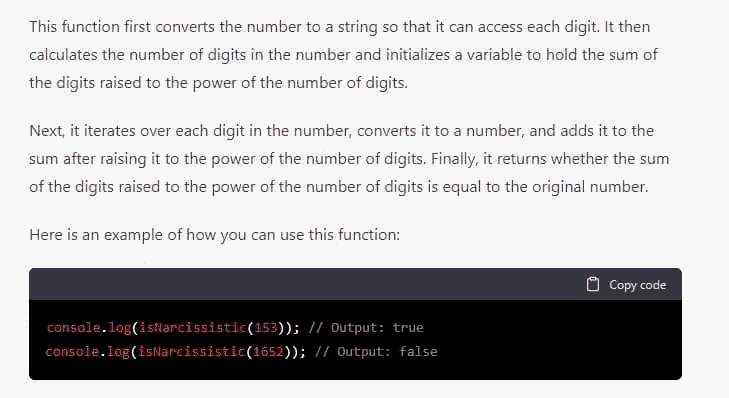 This function first converts the number to a string so that it can access each digit. It then
calculates the number of digits in the number and initializes a variable to hold the sum of
the digits raised to the power of the number of digits.
Next, it iterates over each digit in the number, converts it to a number, and adds it to the
sum after raising it to the power of the number of digits. Finally, it returns whether the sum
of the digits raised to the power of the number of digits is equal to the original number.
Here is an example of how you can use this function:
Copy code
console.log(isNarcissistic(153)); // Output: true
console.log(isNarcissistic(1652)); // Output: false